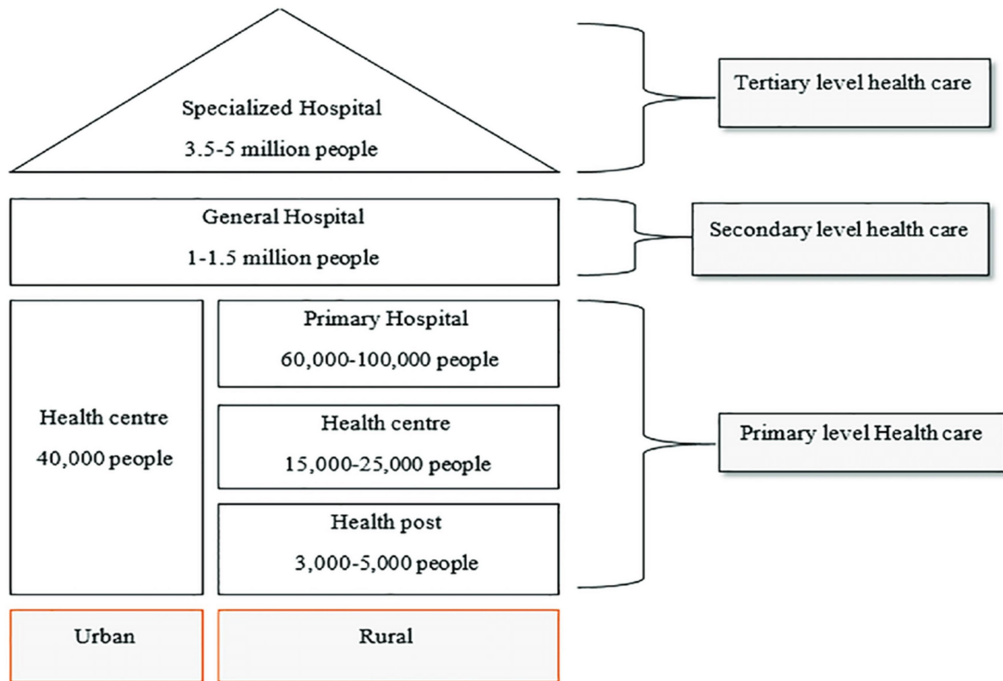 Specialized Hospital
3.5-5 million people
Tertiary level health care
General Hospital
1-1.5 million people
Secondary level health care
Health centre
40,000 people
Primary Hospital
60,000-100,000 people
Health centre
15,000-25,000 people
Health post
3,000-5,000 people
Primary level Health care
Urban
Rural